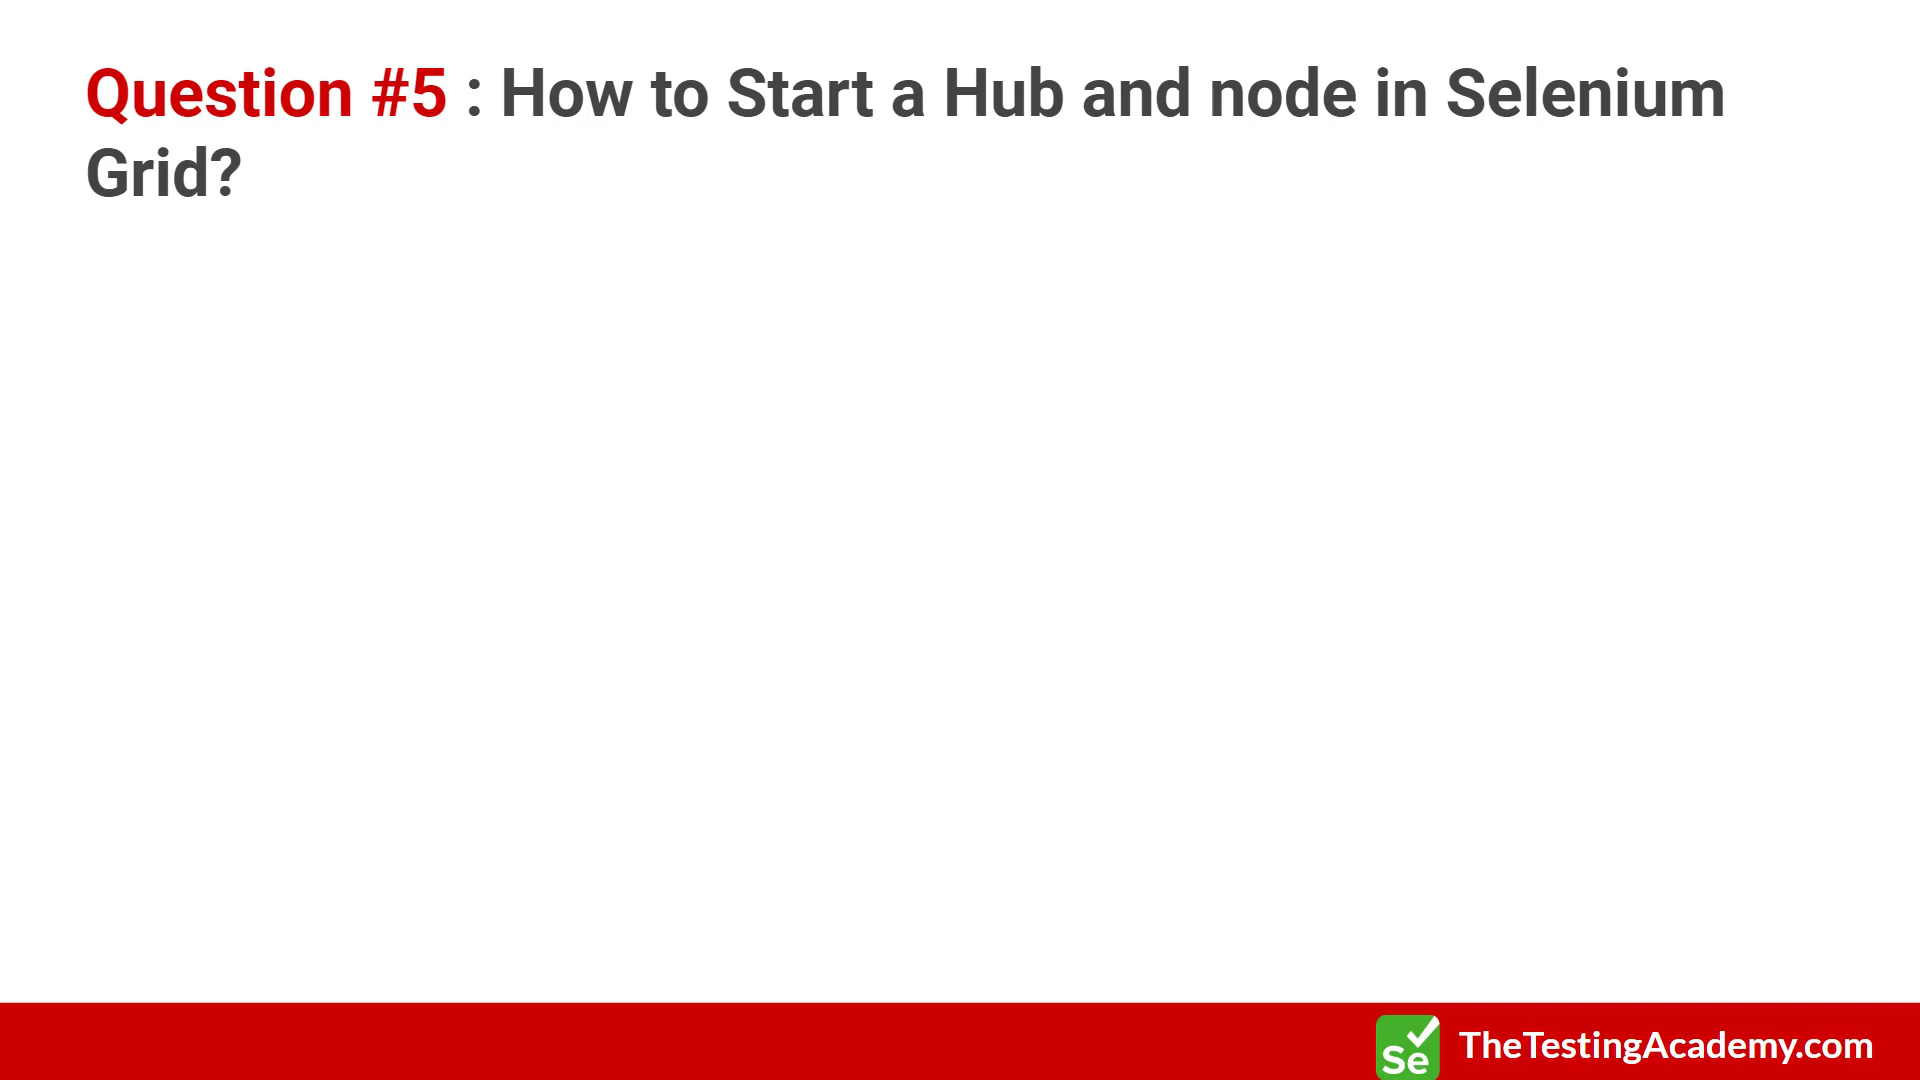 Question #5 : How to Start a Hub and node in Selenium
Grid?
Se
TheTestingAcademy.com